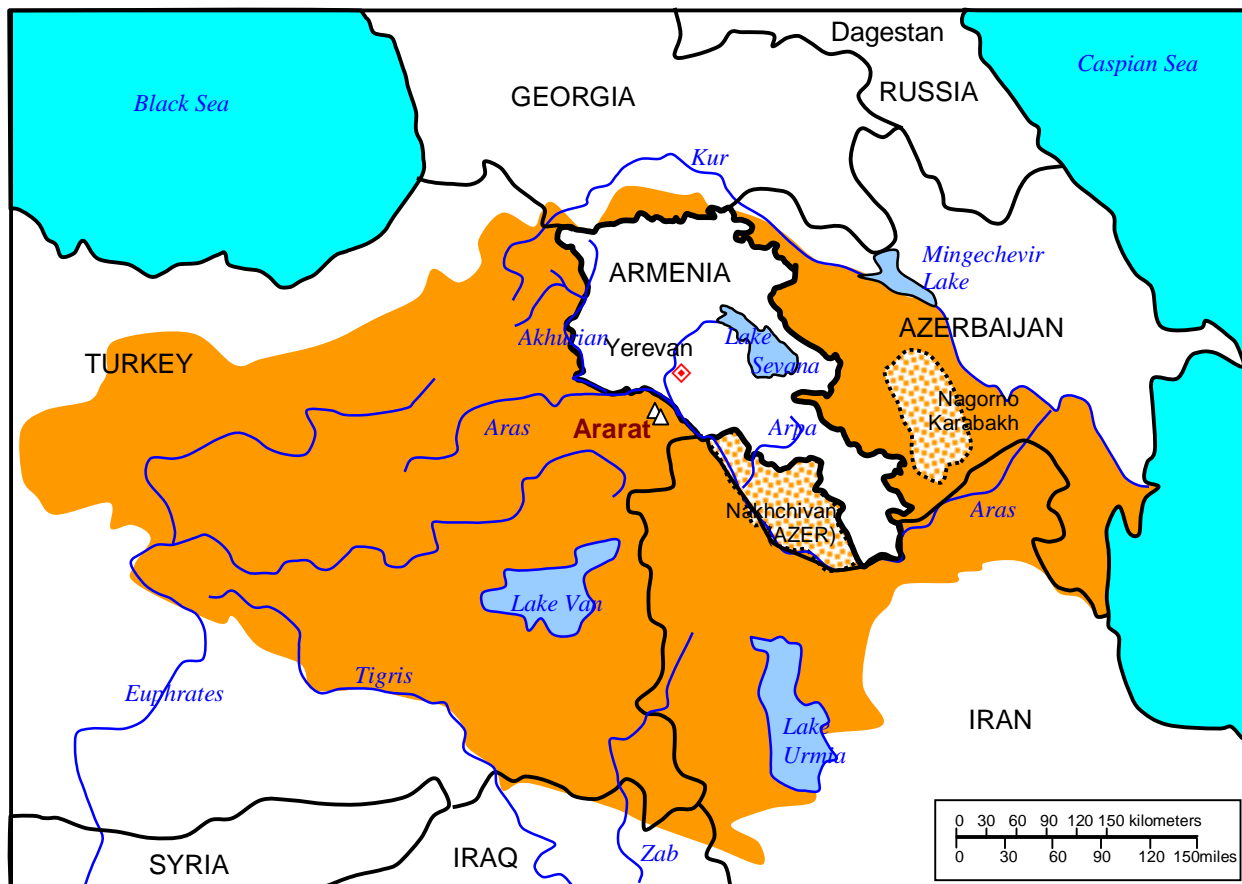 Dagestan
Caspian Sea
Black Sea
GEORGIA
RUSSIA
Kur
Mingechevir
Lake
ARMENIA
AZERBAIJAN
Akhurian
Yerevan
Lake
Sevana
TURKEY
Nagorno
Karabakh
Aras
Ararat
Arpa
Nakhchivan
(AZER)
Aras
Lake Van
Tigris
Euphrates
IRAN
Lake
Urmia
0 30 60 90 120 150 kilometers
0 30 60 90 120 150miles
SYRIA
IRAQ
Zab